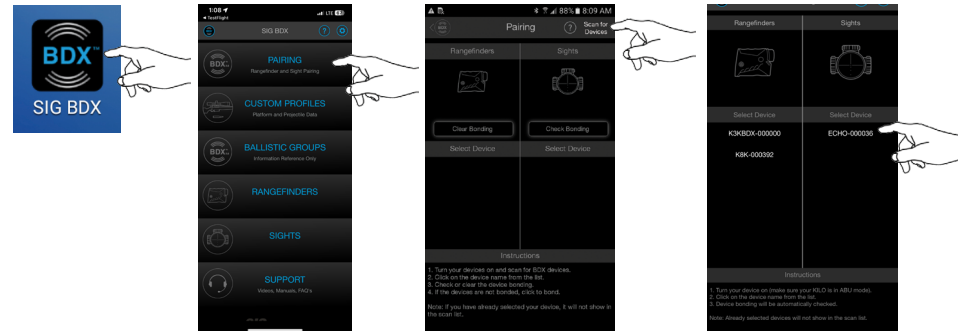 BDX™
SIG BDX
1:08
LTE 63
TestFlight
SIG BDX
?
BDX
PAIRING
Rangefinder and Sight Pairing
CUSTOM PROFILES
Platform and Projectile Data
BDX
BALLISTIC GROUPS
Information Reference Only
RANGEFINDERS
SIGHTS
SUPPORT
Videos, Manuals, FAQ's
88% 8:09 AM
BDX
Pairing
?
Scan for
Devices
Rangefinders
Sights
Clear Bonding
Check Bonding
Select Device
Select Device
Instructions
1. Turn your devices on and scan for BDX devices.
2. Click on the device name from the list.
3. Check or clear the device bonding.
4. If the devices are not bonded, click to bond.
Note: If you have already selected your device, it will not show in
the scan list.
Rangefinders
Sights
Select Device
Select Device
K3KBDX-000000
ECHO-000036
K8K-000392
Instructions
1. Turn your device on (make sure your KILO is in ABU mode).
2. Click on the device name from the list.
3. Device bonding will be automatically checked.
Note: Already selected devices will not show in the scan list.